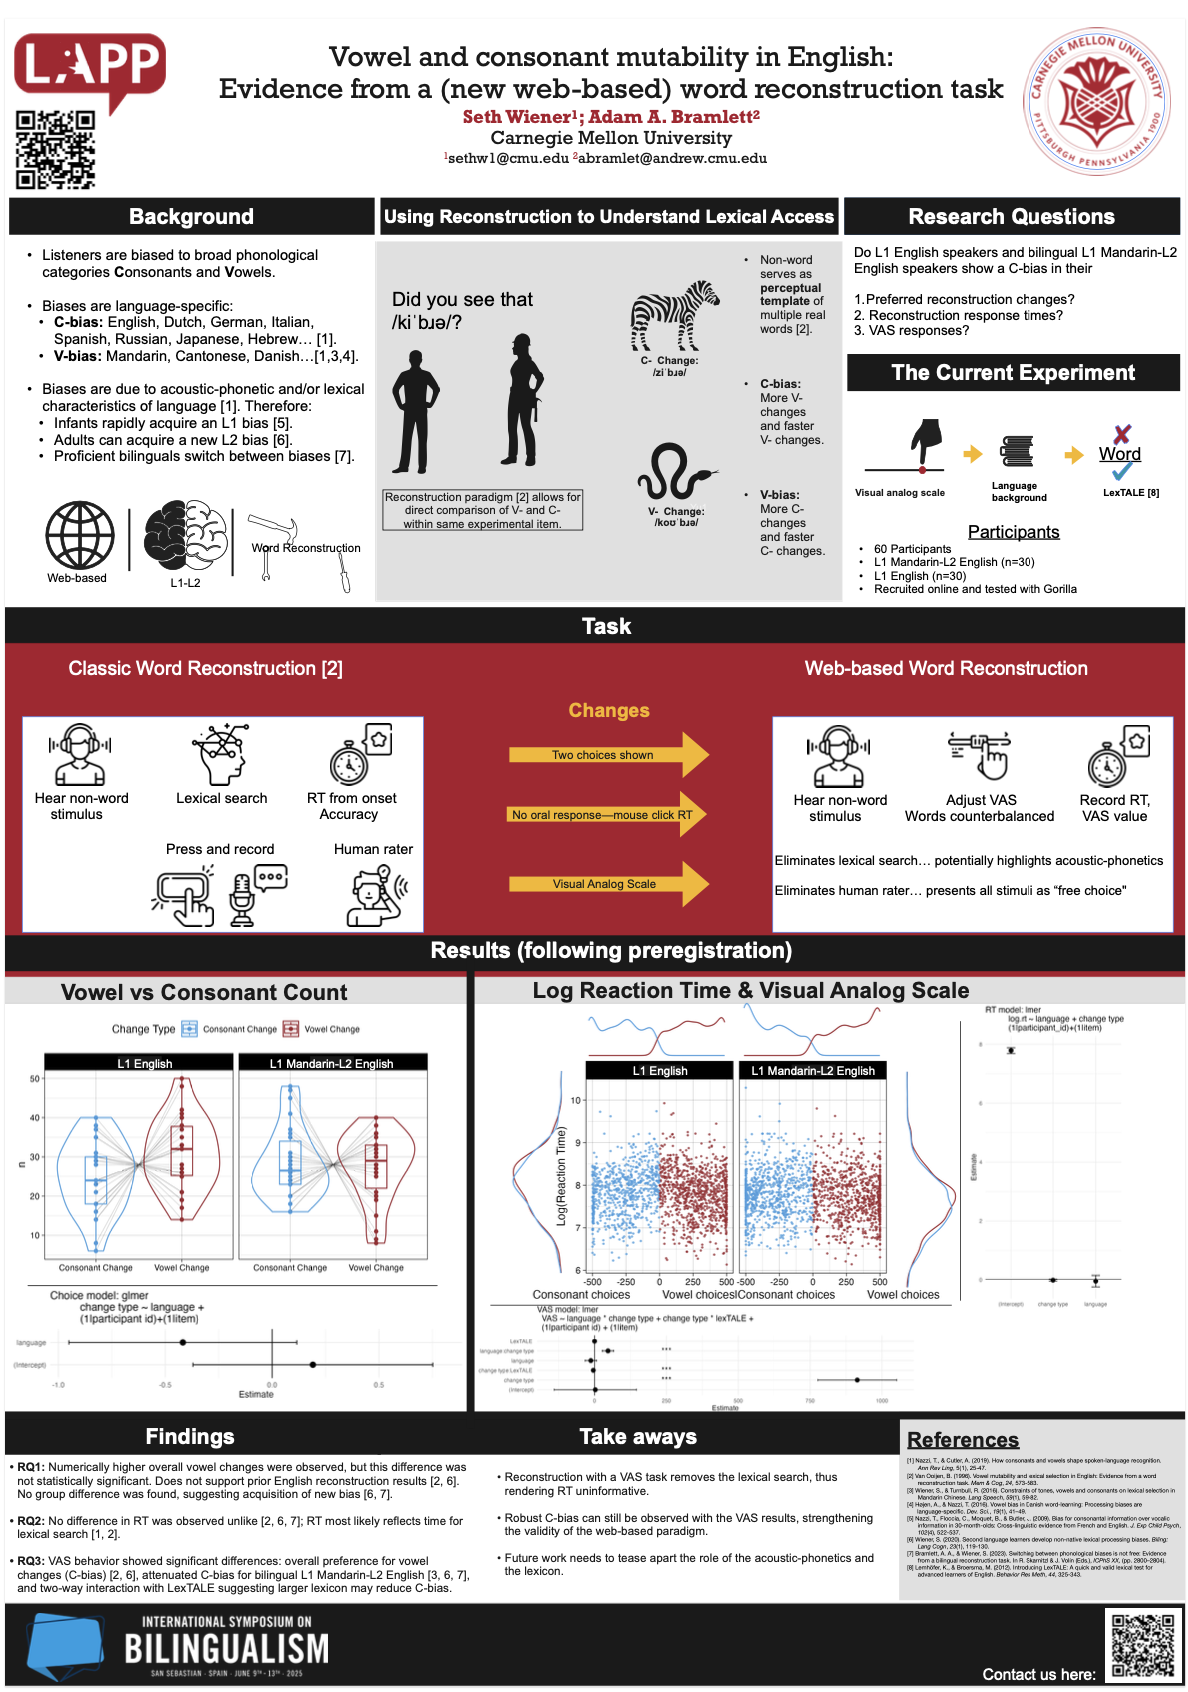 LAPP
Vowel and consonant mutability in English:
Evidence from a (new web-based) word reconstruction task
Seth Wiener¹; Adam A. Bramlett²
Carnegie Mellon University
¹sethw1@cmu.edu ²abramlet@andrew.cmu.edu
CARNEGIE MELLON UNIVERSITY
PITTSBURGH PENNSYLVANIA 1900
Background
• Listeners are biased to broad phonological
categories Consonants and Vowels.
• Biases are language-specific:
• C-bias: English, Dutch, German, Italian,
Spanish, Russian, Japanese, Hebrew… [1].
• V-bias: Mandarin, Cantonese, Danish…[1,3,4].
• Biases are due to acoustic-phonetic and/or lexical
characteristics of language [1]. Therefore:
• Infants rapidly acquire an L1 bias [5].
• Adults can acquire a new L2 bias [6].
• Proficient bilinguals switch between biases [7].
Web-based
L1-L2
Word Reconstruction
Using Reconstruction to Understand Lexical Access
Did you see that
/kiˈbɹə/?
Reconstruction paradigm [2] allows for
direct comparison of V- and C-
within same experimental item.
C- Change:
/ziˈbɹə/
V- Change:
/koʊˈbɹə/
• Non-word
serves as
perceptual
template of
multiple real
words [2].
• C-bias:
More V-
changes
and faster
V- changes.
• V-bias:
More C-
changes
and faster
C- changes.
Research Questions
Do L1 English speakers and bilingual L1 Mandarin-L2
English speakers show a C-bias in their
1.Preferred reconstruction changes?
2. Reconstruction response times?
3. VAS responses?
The Current Experiment
Visual analog scale
Language
background
Word
LexTALE [8]
Participants
• 60 Participants
• L1 Mandarin-L2 English (n=30)
• L1 English (n=30)
• Recruited online and tested with Gorilla
Task
Classic Word Reconstruction [2]
Hear non-word
stimulus
Lexical search
RT from onset
Accuracy
Press and record
Human rater
Changes
Two choices shown
No oral response—mouse click RT
Visual Analog Scale
Web-based Word Reconstruction
Hear non-word
stimulus
Adjust VAS
Words counterbalanced
Record RT,
VAS value
Eliminates lexical search… potentially highlights acoustic-phonetics
Eliminates human rater… presents all stimuli as "free choice"
Results (following preregistration)
Vowel vs Consonant Count
Change Type Consonant Change Vowel Change
L1 English L1 Mandarin-L2 English
50
40
30
20
10
n
Consonant Change Vowel Change Consonant Change Vowel Change
Choice model: glmer
change type ~ language +
(1|participant id)+(1|item)
language
(Intercept)
-1.0 -0.5 0.0 0.5
Estimate
Log Reaction Time & Visual Analog Scale
L1 English L1 Mandarin-L2 English
Log(Reaction Time)
10
9
8
7
6
-500 -250 0 250 500 -500 -250 0 250 500
Consonant choices Vowel choices|Consonant choices Vowel choices
RT model: lmer
log.rt ~ language + change type
(1|participant_id)+(1|item)
Estimate
8
6
4
2
0
(Intercept) change type language
VAS model: lmer
VAS ~ language * change type + change type * lexTALE +
(1|participant id) + (1|item)
LexTALE
language:change type ***
language
change type:LexTALE ***
change type ***
(Intercept)
0 250 500 750 1000
Estimate
Findings
• RQ1: Numerically higher overall vowel changes were observed, but this difference was
not statistically significant. Does not support prior English reconstruction results [2, 6].
No group difference was found, suggesting acquisition of new bias [6, 7].
• RQ2: No difference in RT was observed unlike [2, 6, 7]; RT most likely reflects time for
lexical search [1, 2].
• RQ3: VAS behavior showed significant differences: overall preference for vowel
changes (C-bias) [2, 6], attenuated C-bias for bilingual L1 Mandarin-L2 English [3, 6, 7],
and two-way interaction with LexTALE suggesting larger lexicon may reduce C-bias.
Take aways
• Reconstruction with a VAS task removes the lexical search, thus
rendering RT uninformative.
• Robust C-bias can still be observed with the VAS results, strengthening
the validity of the web-based paradigm.
• Future work needs to tease apart the role of the acoustic-phonetics and
the lexicon.
References
[1] Nazzi, T., & Cutler, A. (2019). How consonants and vowels shape spoken-language recognition.
Ann Rev Ling, 5(1), 25-47.
[2] Van Ooijen, B. (1996). Vowel mutability and lexical selection in English: Evidence from a word
reconstruction task. Mem & Cog, 24, 573-583.
[3] Wiener, S., & Turnbull, R. (2016). Constraints of tones, vowels and consonants on lexical selection in
Mandarin Chinese. Lang Speech, 59(1), 59-82.
[4] Højen, A., & Nazzi, T. (2016). Vowel bias in Danish word-learning: Processing biases are
language-specific. Dev. Sci., 19(1), 41-49.
[5] Nazzi, T., Floccia, C., Moquet, B., & Butler, J. (2009). Bias for consonantal information over vocalic
information in 30-month-olds: Cross-linguistic evidence from French and English. J. Exp Child Psych,
102(4), 522-537.
[6] Wiener, S. (2020). Second language learners develop non-native lexical processing biases. Biling:
Lang Cogn, 23(1), 119-130.
[7] Bramlett, A. A., & Wiener, S. (2023). Switching between phonological biases is not free: Evidence
from a bilingual reconstruction task. In R. Skarnitzl & J. Volín (Eds.), ICPhS XX, (pp. 2800–2804).
[8] Lemhöfer, K., & Broersma, M. (2012). Introducing LexTALE: A quick and valid lexical test for
advanced learners of English. Behavior Res Meth, 44, 325-343.
INTERNATIONAL SYMPOSIUM ON
BILINGUALISM
SAN SEBASTIAN · SPAIN · JUNE 9TH - 13TH · 2025
Contact us here: